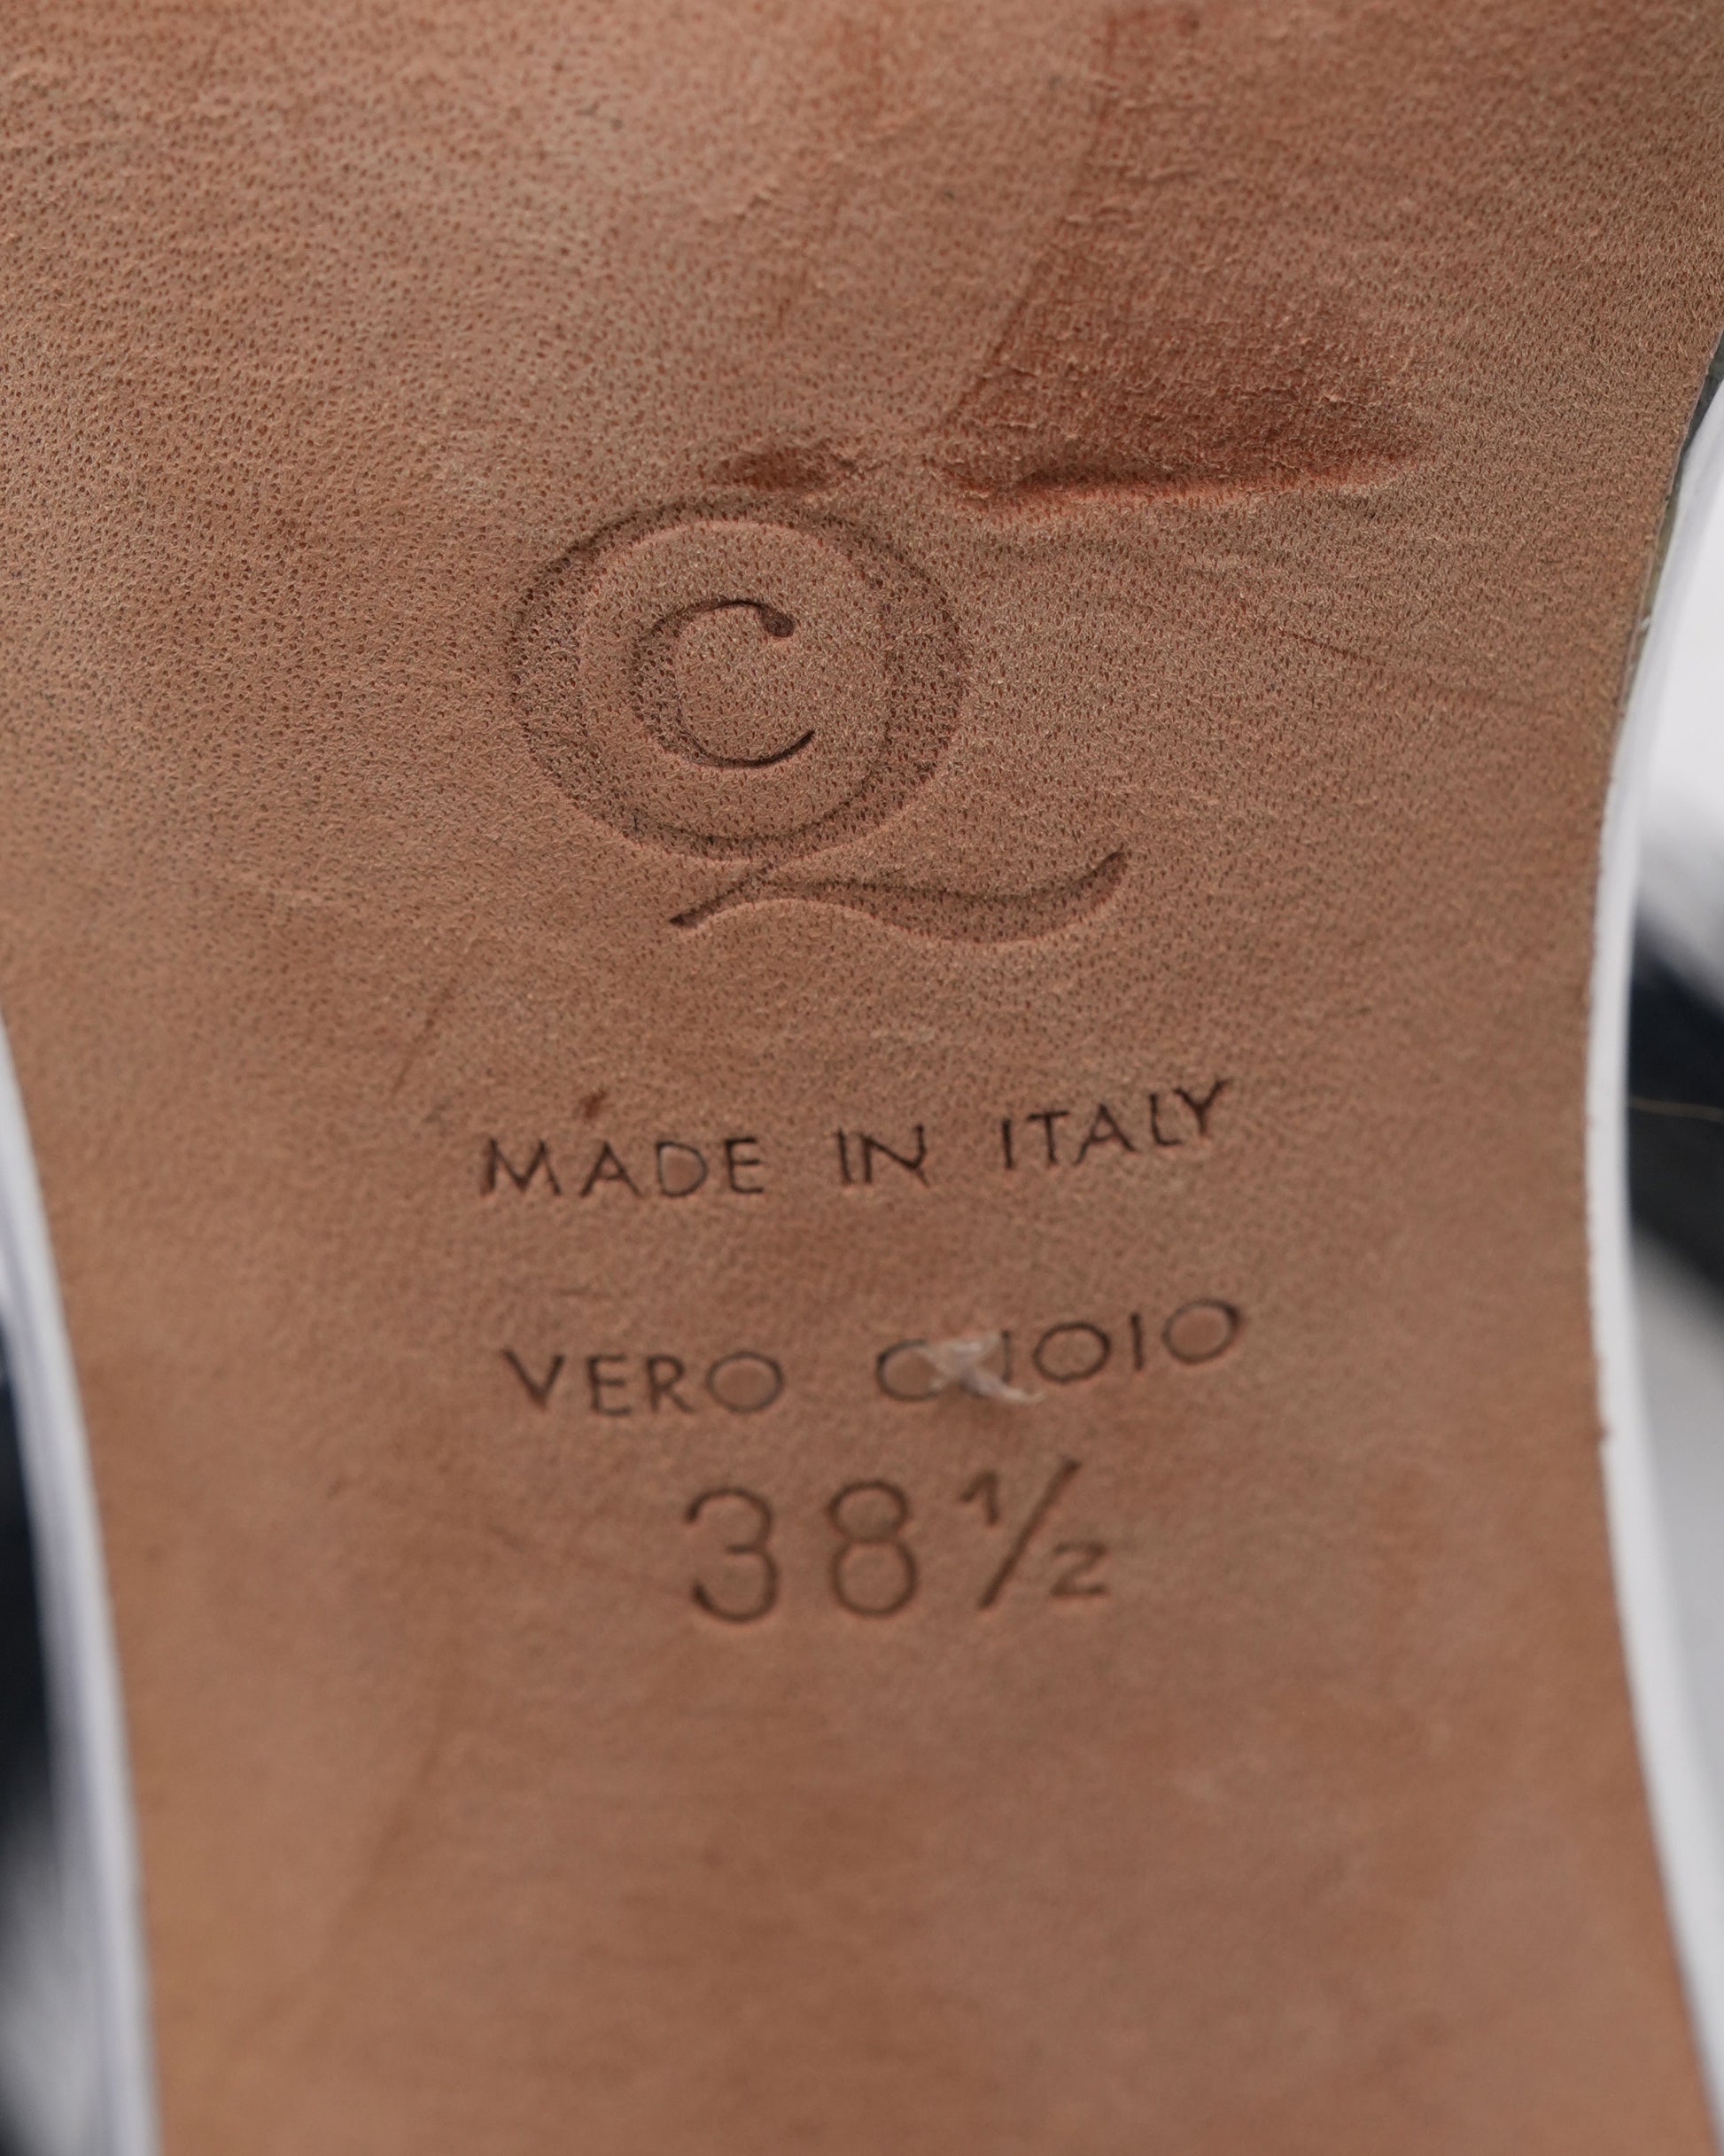 C
MADE IN ITALY
VERO CUOIO
38½